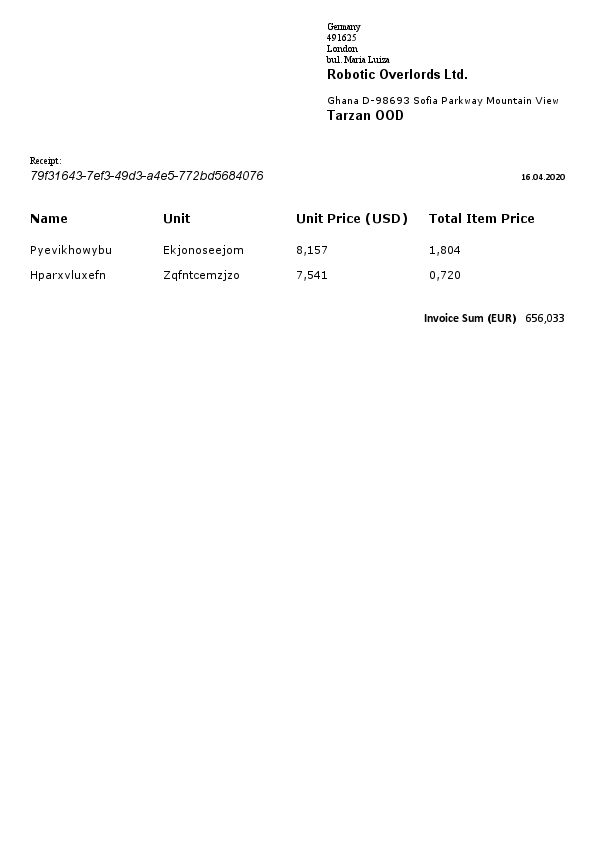 Germany
491625
London
bul. Maria Luiza
Robotic Overlords Ltd.
Ghana D-98693 Sofia Parkway Mountain View
Tarzan OOD
Receipt:
79f31643-7ef3-49d3-a4e5-772bd5684076
16.04.2020
Name Unit Unit Price (USD) Total Item Price
Pyevikhowybu Ekjonoseejom 8,157 1,804
Hparxvluxefn Zqfntcemzjzo 7,541 0,720
Invoice Sum (EUR) 656,033